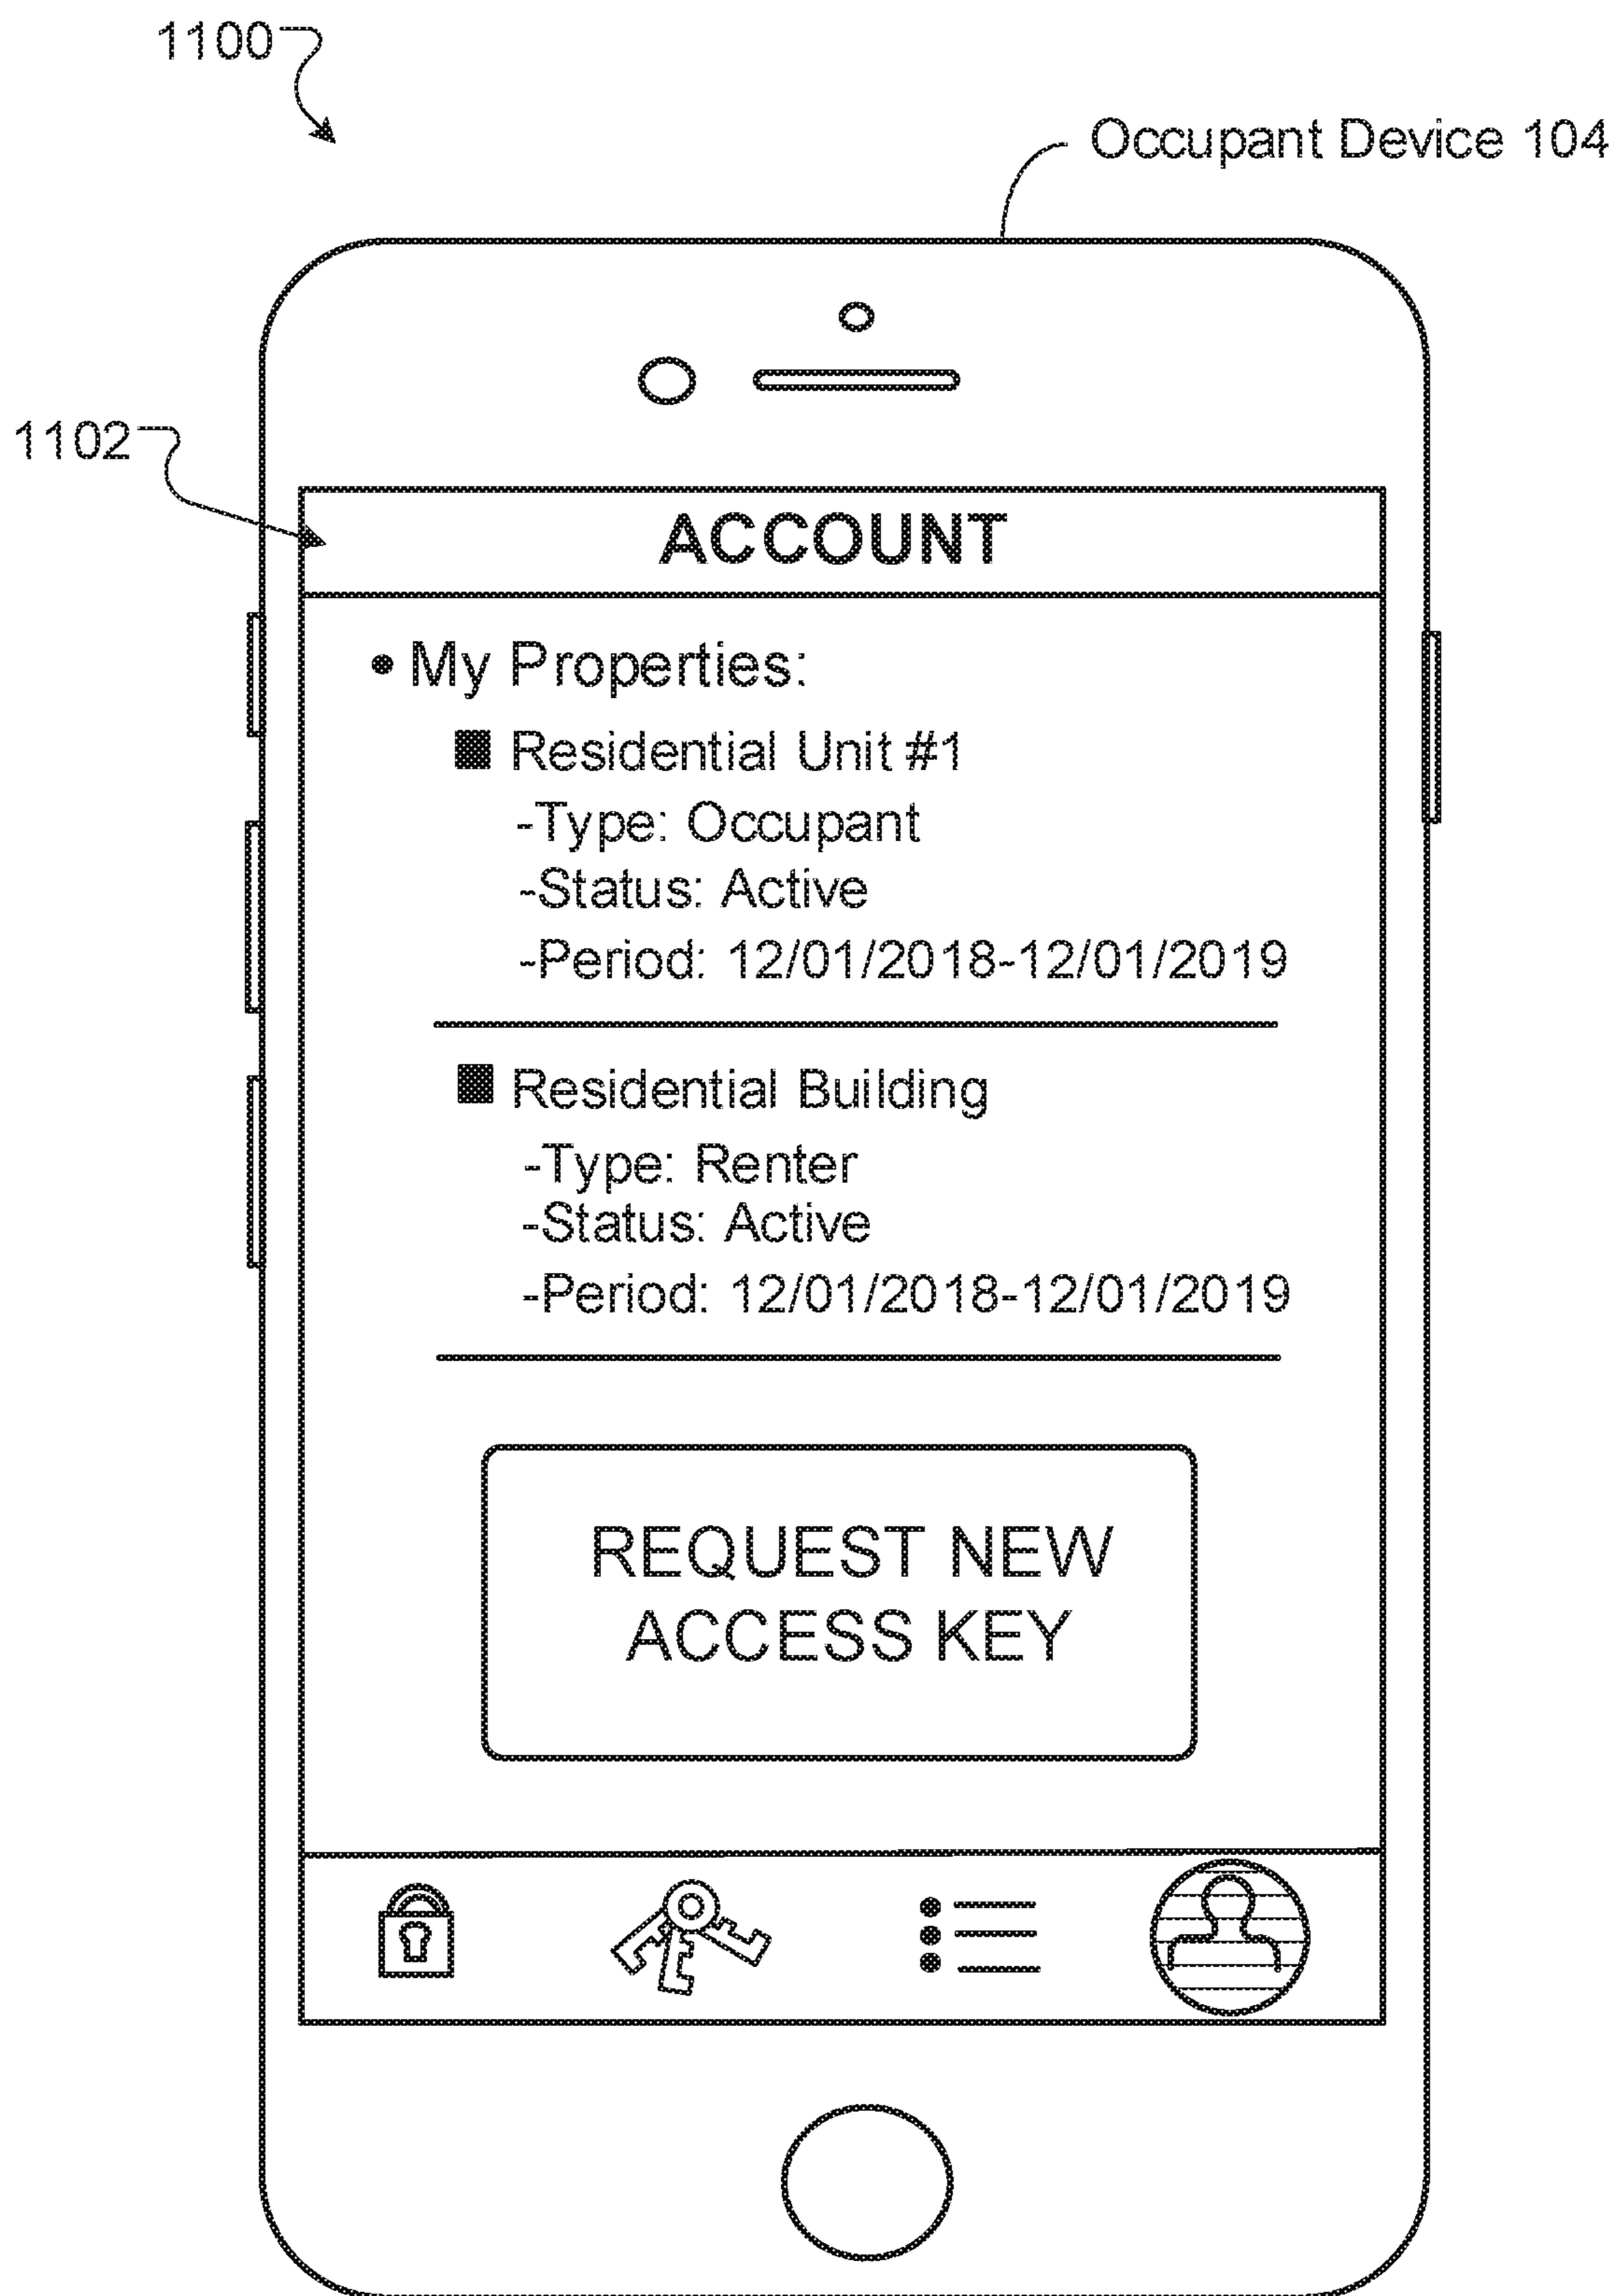 1100
Occupant Device 104
1102
ACCOUNT
• My Properties:
■ Residential Unit #1
-Type: Occupant
-Status: Active
-Period: 12/01/2018-12/01/2019
■ Residential Building
-Type: Renter
-Status: Active
-Period: 12/01/2018-12/01/2019
REQUEST NEW
ACCESS KEY